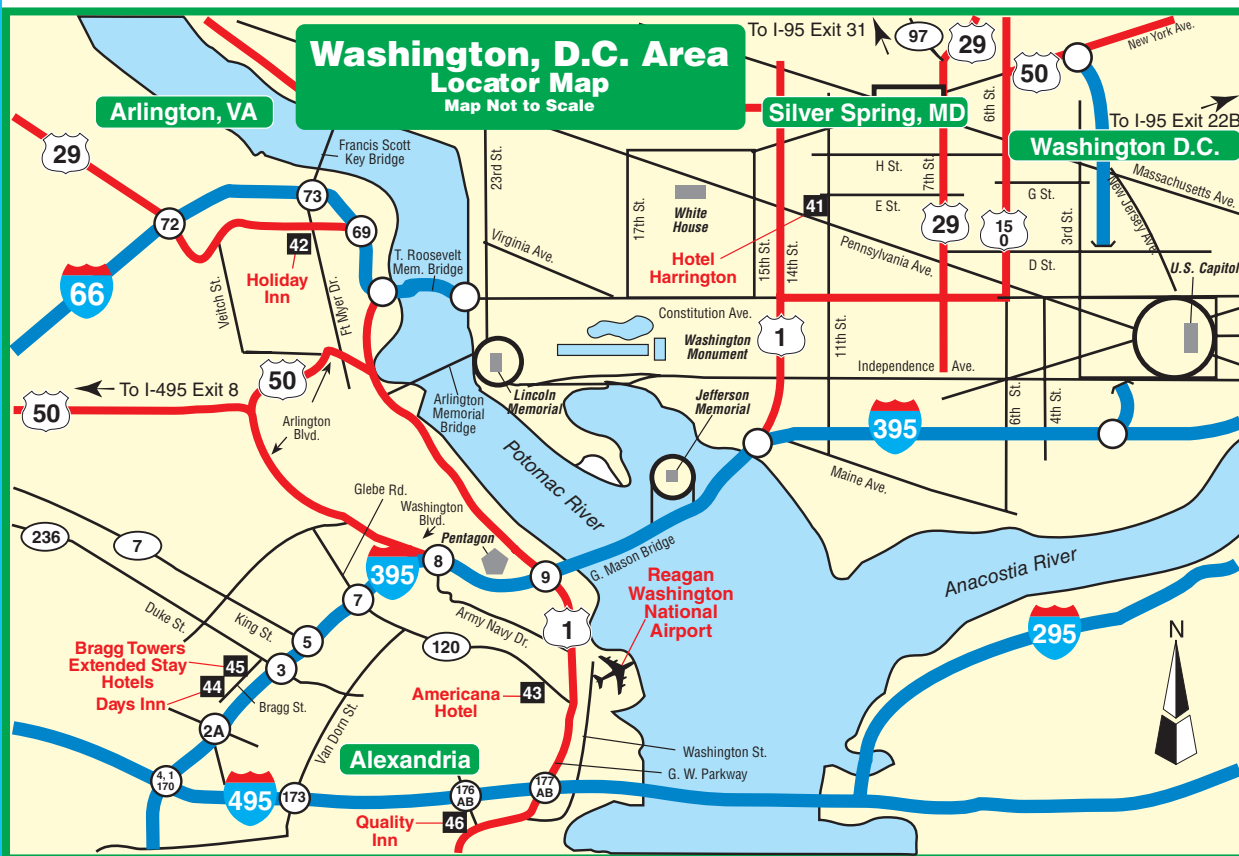 Washington, D.C. Area
Locator Map
Map Not to Scale
To I-95 Exit 31
97
29
50
New York Ave.
Arlington, VA
Silver Spring, MD
6th St.
To I-95 Exit 22B
Washington D.C.
29
Francis Scott
Key Bridge
23rd St.
H St.
7th St.
Massachusetts Ave.
72
73
69
17th St.
White
House
41
E St.
G St.
3rd St.
New Jersey Ave.
42
Holiday
Inn
T. Roosevelt
Mem. Bridge
Virginia Ave.
Hotel
Harrington
15th St.
14th St.
Pennsylvania Ave.
29
15
0
D St.
U.S. Capitol
66
Veitch St.
Ft Myer Dr.
Constitution Ave.
1
11th St.
Washington
Monument
Independence
Ave.
50
To I-495 Exit 8
50
Arlington
Blvd.
Arlington
Memorial
Bridge
Lincoln
Memorial
Jefferson
Memorial
395
6th St.
4th St.
Potomac River
Maine Ave.
Glebe Rd.
Washington
Blvd.
Pentagon
236
7
395
8
9
G. Mason Bridge
Anacostia River
7
Reagan
Washington
National
Airport
Army Navy Dr.
1
295
N
Duke St.
King St.
5
120
Bragg Towers
Extended Stay
Hotels
45
3
44
Days Inn
Bragg St.
Americana
Hotel
43
2A
Van Dorn St.
Washington St.
G. W. Parkway
Alexandria
4, 1
170
495
173
176
AB
177
AB
Quality
Inn
46